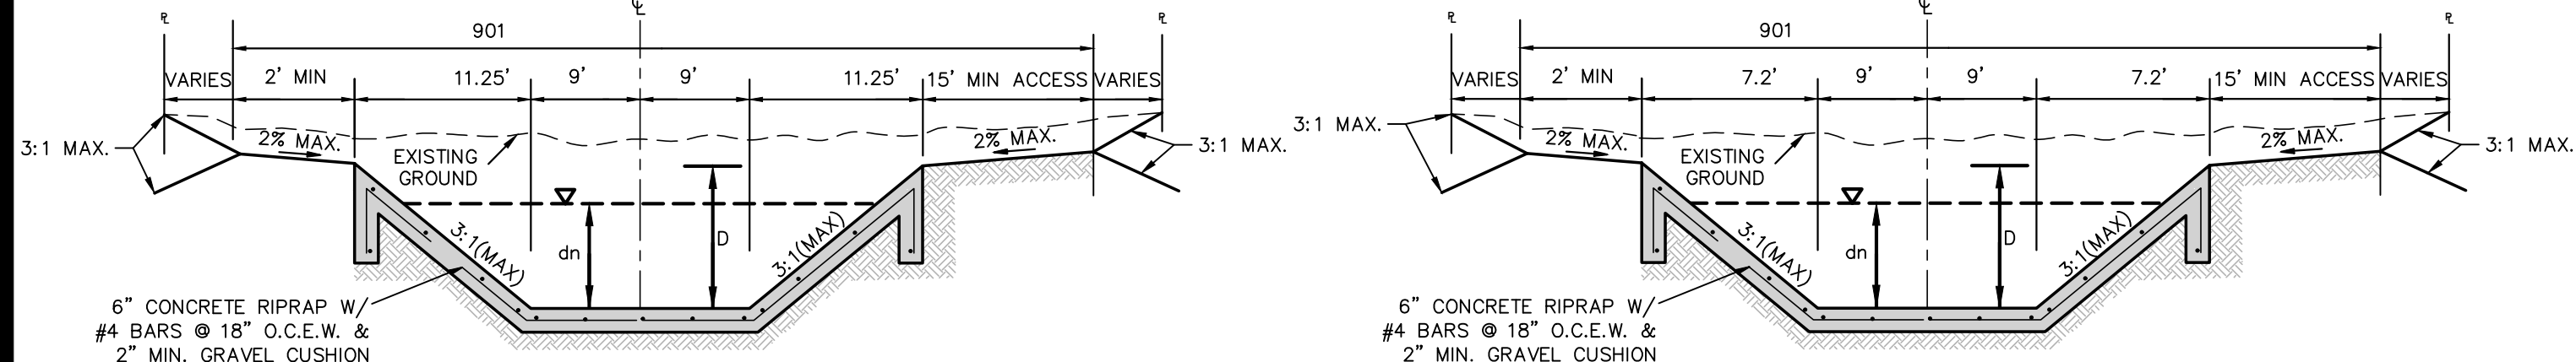 ℄
℄
℞
℞
℞
℞
901
901
VARIES
2' MIN
11.25'
9'
9'
11.25'
15' MIN ACCESS
VARIES
3:1 MAX.
2% MAX.
EXISTING
GROUND
2% MAX.
3:1 MAX.
3:1(MAX)
dn
D
3:1(MAX)
6" CONCRETE RIPRAP W/
#4 BARS @ 18" O.C.E.W. &
2" MIN. GRAVEL CUSHION
VARIES
2' MIN
7.2'
9'
9'
7.2'
15' MIN ACCESS
VARIES
3:1 MAX.
2% MAX.
EXISTING
GROUND
2% MAX.
3:1 MAX.
3:1(MAX)
dn
D
3:1(MAX)
6" CONCRETE RIPRAP W/
#4 BARS @ 18" O.C.E.W. &
2" MIN. GRAVEL CUSHION